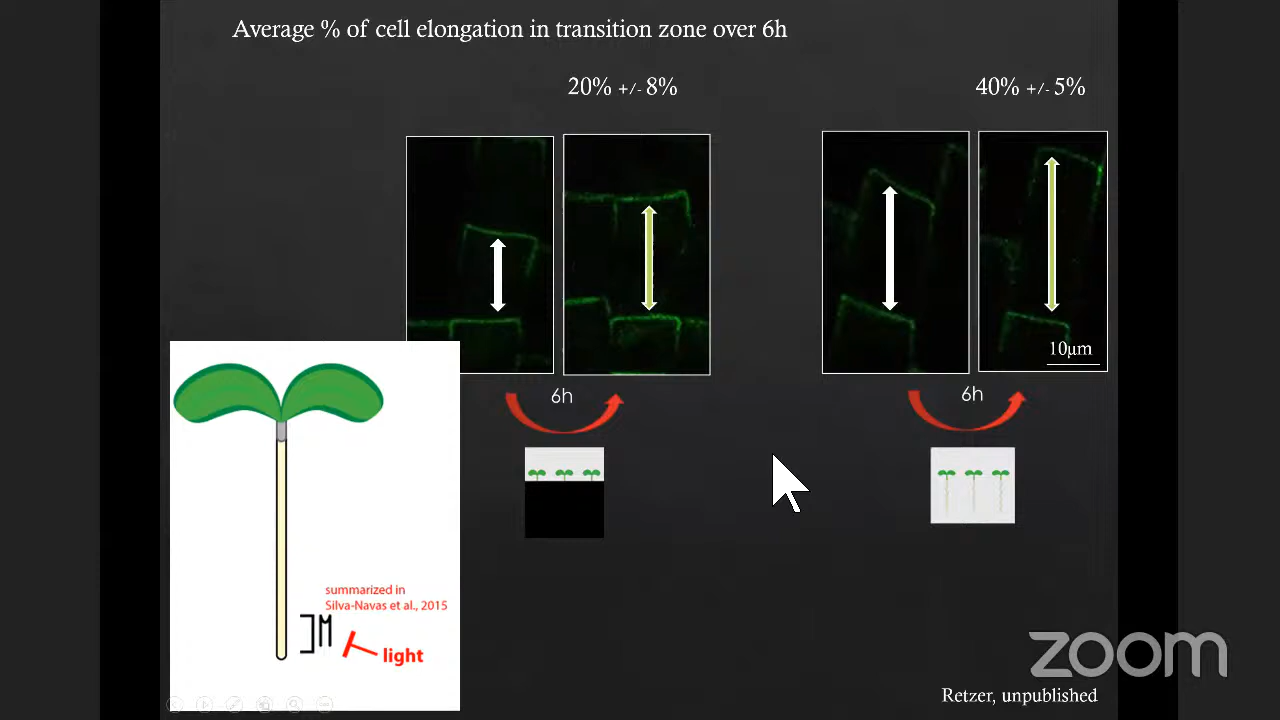 Average % of cell elongation in transition zone over 6h
20% +/- 8%
40% +/- 5%
10µm
6h
6h
summarized in
Silva-Navas et al., 2015
M
light
zoom
Retzer, unpublished